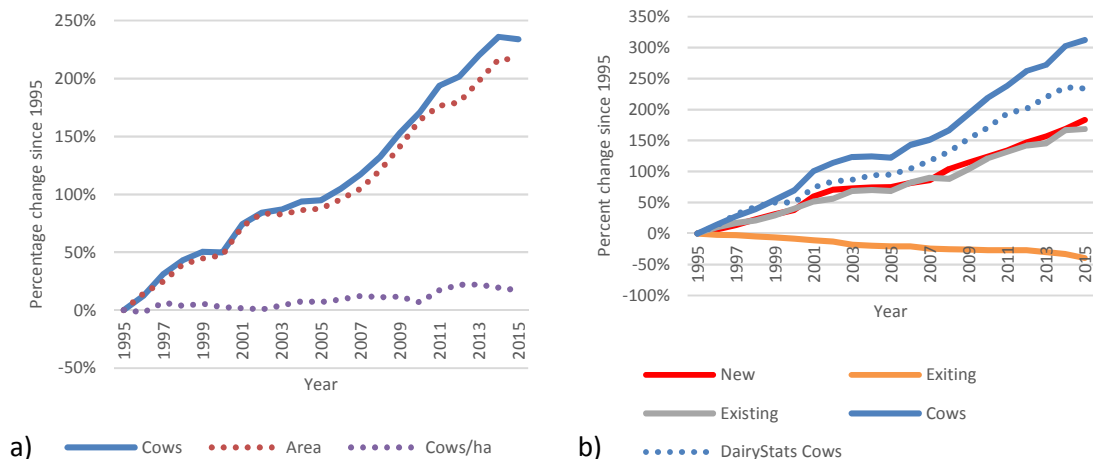 250%
200%
150%
100%
50%
0%
-50%
Percentage change since 1995
1995
1997
1999
2001
2003
2005
2007
2009
2011
2013
2015
Year
a)
Cows
Area
Cows/ha
350%
300%
250%
200%
150%
100%
50%
0%
-50%
-100%
Percent change since 1995
1995
1997
1999
2001
2003
2005
2007
2009
2011
2013
2015
Year
New
Exiting
Existing
Cows
b)
DairyStats Cows